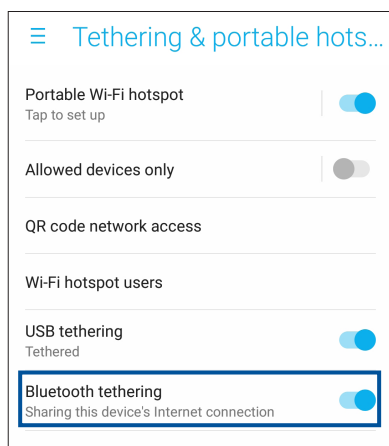 Tethering & portable hots...
Portable Wi-Fi hotspot
Tap to set up
Allowed devices only
QR code network access
Wi-Fi hotspot users
USB tethering
Tethered
Bluetooth tethering
Sharing this device's Internet connection